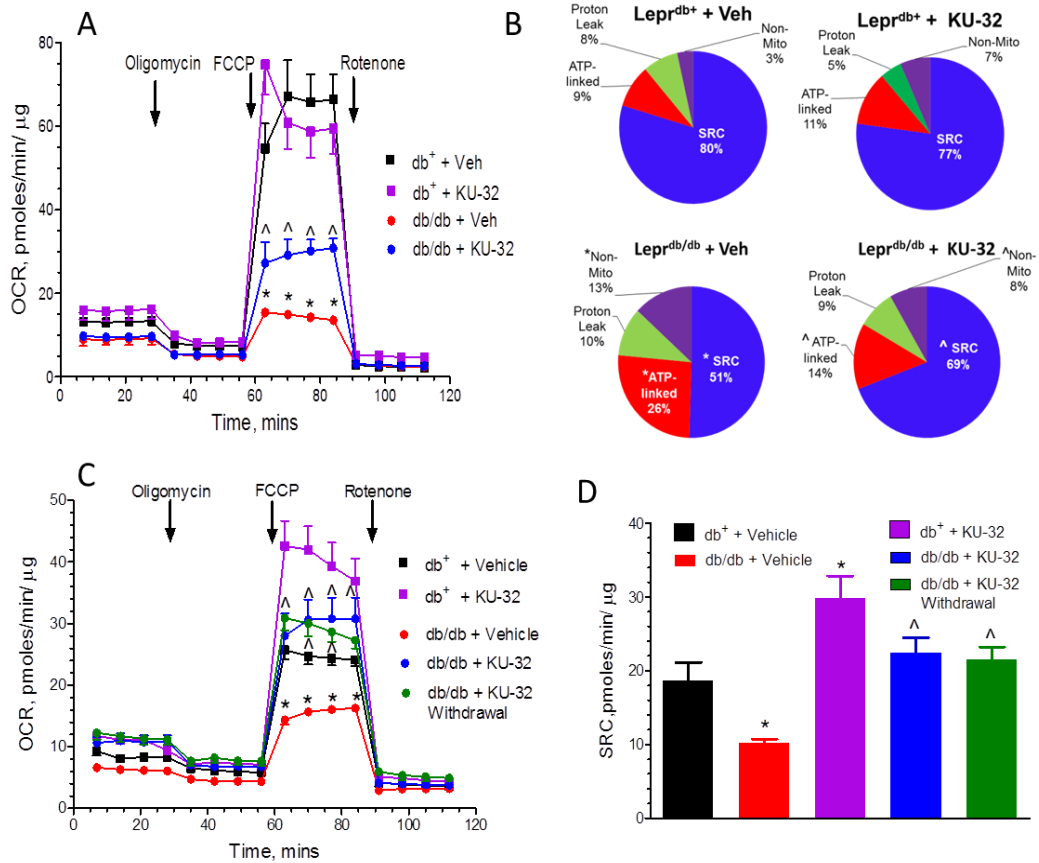 A
OCR, pmoles/min/ μg
80
60
40
20
0
0 20 40 60 80 100 120
Time, mins
Oligomycin FCCP Rotenone
db+ + Veh
db+ + KU-32
db/db + Veh
db/db + KU-32
^ ^ ^ ^
* * * *
B
Leprdb+ + Veh
Proton
Leak
8%
Non-
Mito
3%
ATP-
linked
9%
SRC
80%
Leprdb+ + KU-32
Proton
Leak
5%
Non-Mito
7%
ATP-
linked
11%
SRC
77%
Leprdb/db + Veh
*Non-
Mito
13%
Proton
Leak
10%
*ATP-
linked
26%
* SRC
51%
Leprdb/db + KU-32
^Non-
Mito
8%
Proton
Leak
9%
^ ATP-
linked
14%
^ SRC
69%
C
OCR, pmoles/min/ μg
50
40
30
20
10
0
0 20 40 60 80 100 120
Time, mins
Oligomycin FCCP Rotenone
db+ + Vehicle
db+ + KU-32
db/db + Vehicle
db/db + KU-32
db/db + KU-32
Withdrawal
^ ^ ^ ^
^ ^
* * * *
D
SRC,pmoles/min/ μg
40
30
20
10
0
db+ + Vehicle
db/db + Vehicle
db+ + KU-32
db/db + KU-32
db/db + KU-32
Withdrawal
* * ^ ^